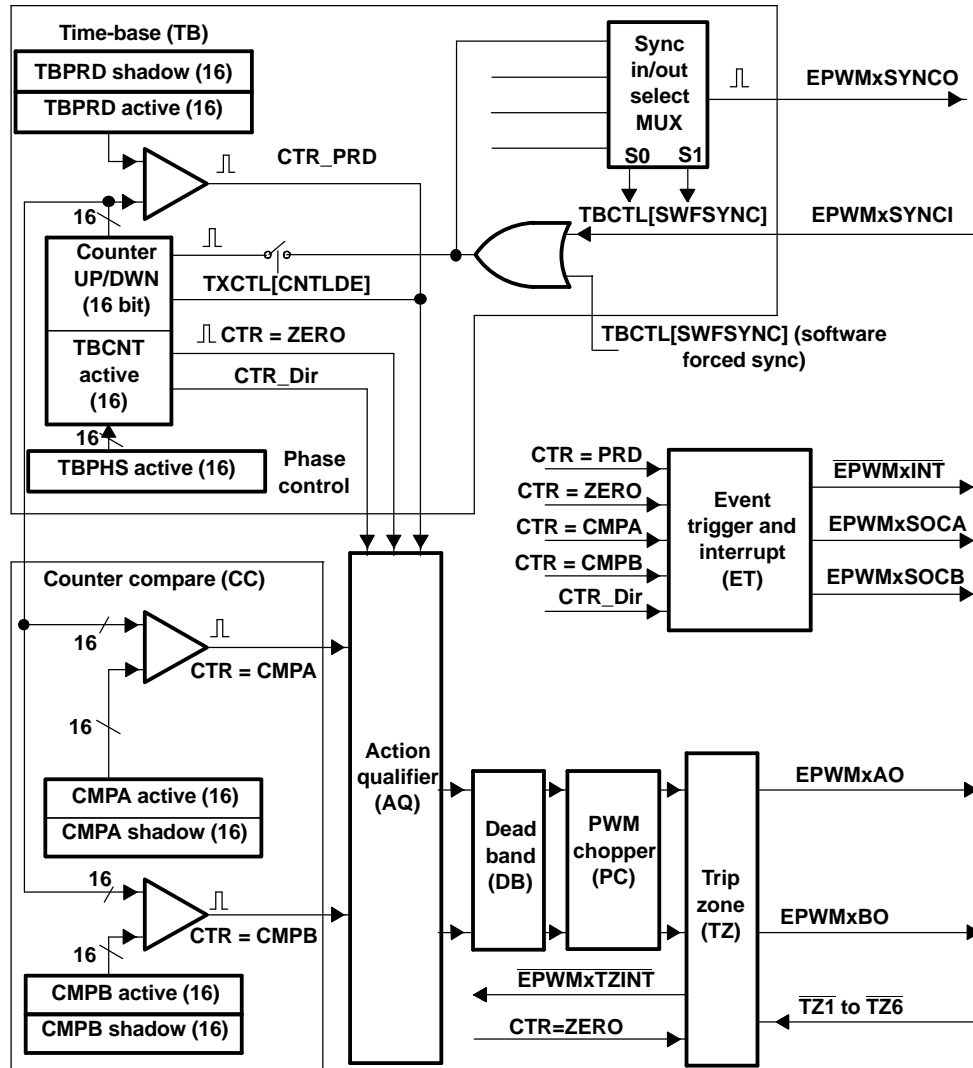 Time-base (TB)
TBPRD shadow (16)
TBPRD active (16)
CTR_PRD
16
Counter
UP/DWN
(16 bit)
TBCNT
active
(16)
TXCTL[CNTLDE]
CTR = ZERO
CTR_Dir
16
TBPHS active (16)
Phase
control
Sync
in/out
select
MUX
S0 S1
EPWMxSYNCO
TBCTL[SWFSYNC]
EPWMxSYNCI
TBCTL[SWFSYNC] (software
forced sync)
CTR = PRD
CTR = ZERO
CTR = CMPA
CTR = CMPB
CTR_Dir
Event
trigger and
interrupt
(ET)
EPWMxINT
EPWMxSOCA
EPWMxSOCB
Counter compare (CC)
16
CTR = CMPA
16
CMPA active (16)
CMPA shadow (16)
16
CTR = CMPB
16
CMPB active (16)
CMPB shadow (16)
Action
qualifier
(AQ)
Dead
band
(DB)
PWM
chopper
(PC)
Trip
zone
(TZ)
EPWMxAO
EPWMxBO
EPWMxTZINT
TZ1 to TZ6
CTR=ZERO